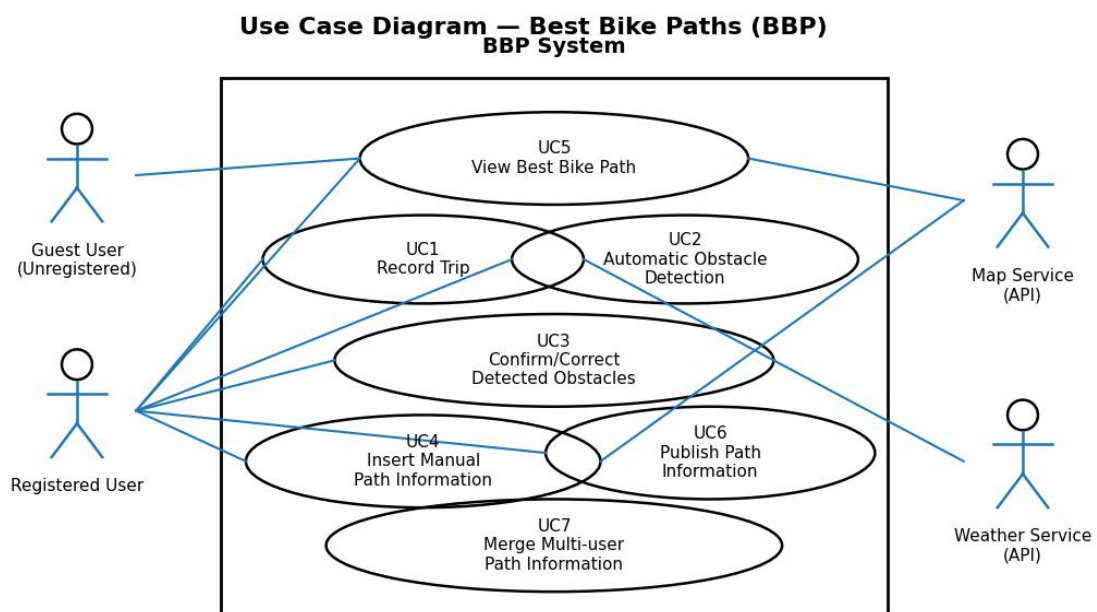 Use Case Diagram — Best Bike Paths (BBP)
BBP System
UC5
View Best Bike Path
Guest User
(Unregistered)
UC1
Record Trip
UC2
Automatic Obstacle
Detection
Map Service
(API)
UC3
Confirm/Correct
Detected Obstacles
Registered User
UC4
Insert Manual
Path Information
UC6
Publish Path
Information
Weather Service
(API)
UC7
Merge Multi-user
Path Information